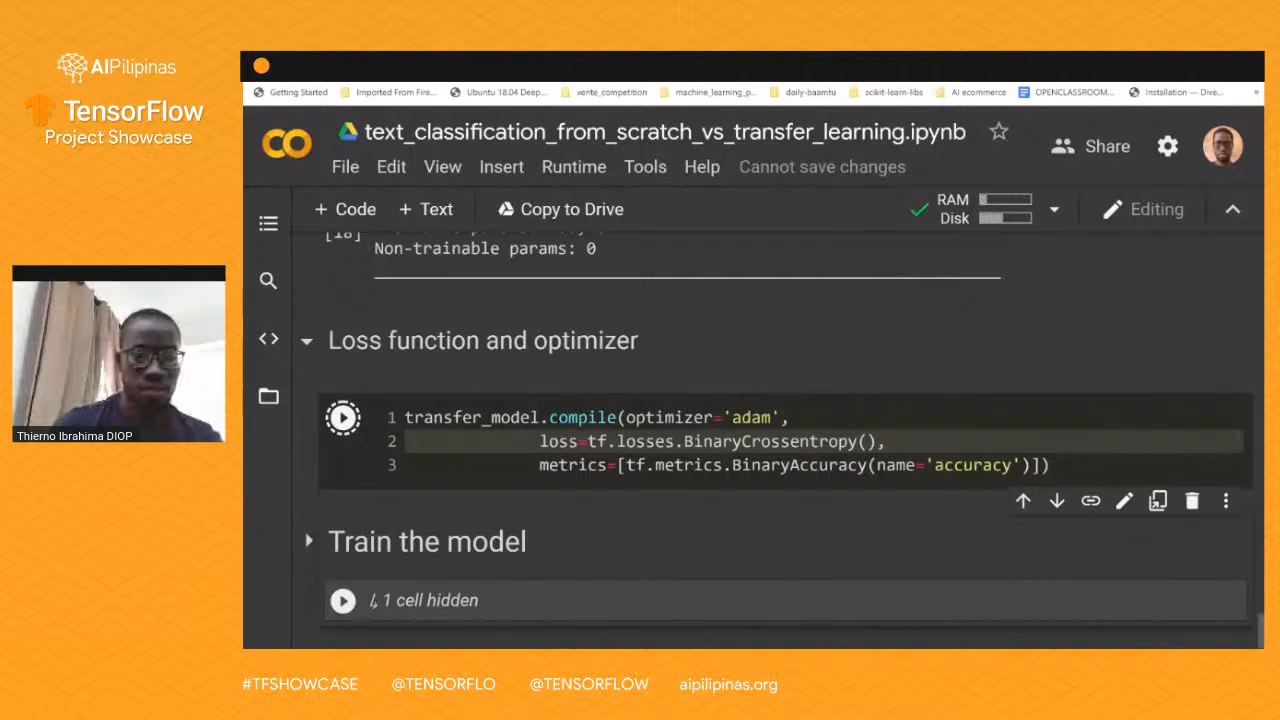 AIPilipinas
TensorFlow
Project Showcase
Getting Started
Imported From Fire...
Ubuntu 18.04 Deep...
xente_competition
machine_learning_p...
daily-baamtu
scikit-learn-libs
AI ecommerce
OPENCLASSROOM...
Installation — Dive...
»
text_classification_from_scratch_vs_transfer_learning.ipynb
Share
File Edit View Insert Runtime Tools Help Cannot save changes
+ Code + Text Copy to Drive
RAM
Disk
Editing
[18]
Non-trainable params: 0
Loss function and optimizer
1 transfer_model.compile(optimizer='adam',
2 loss=tf.losses.BinaryCrossentropy(),
3 metrics=[tf.metrics.BinaryAccuracy(name='accuracy')])
Train the model
1 cell hidden
Thierno Ibrahima DIOP
#TFSHOWCASE @TENSORFLO @TENSORFLOW aipilipinas.org